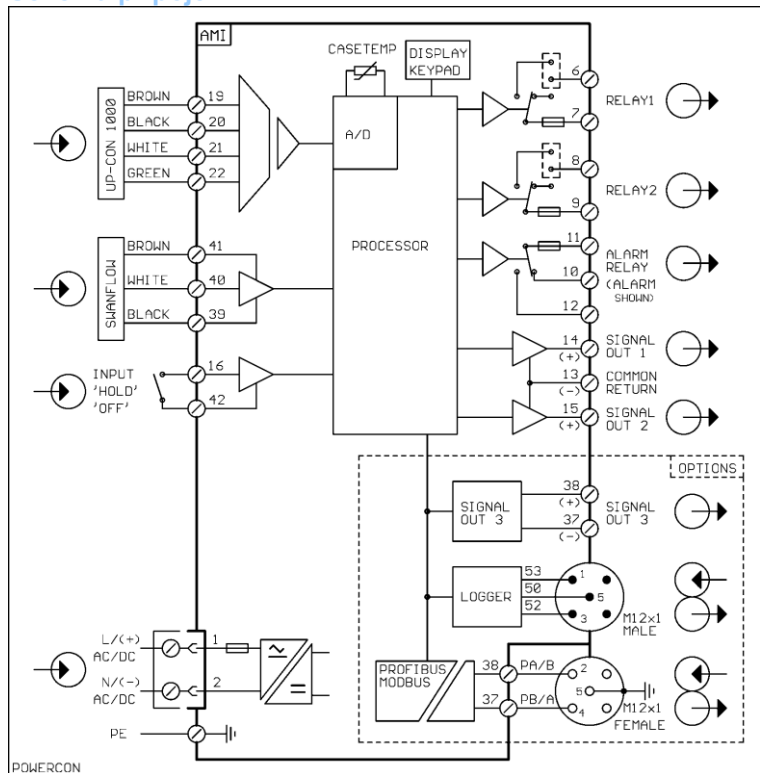 AMI
CASETEMP
DISPLAY
KEYPAD
A/D
PROCESSOR
UP-CON 1000
BROWN 19
BLACK 20
WHITE 21
GREEN 22
SWANFLOW
BROWN 41
WHITE 40
BLACK 39
INPUT
'HOLD'
'OFF'
16
42
6
RELAY1
7
8
RELAY2
9
11
ALARM
RELAY
10
(ALARM
SHOWN)
12
14
(+)
SIGNAL
OUT 1
13
(-)
COMMON
RETURN
15
(+)
SIGNAL
OUT 2
OPTIONS
SIGNAL
OUT 3
38
(+)
37
(-)
SIGNAL
OUT 3
LOGGER
53
50
52
1
5
3
M12x1
MALE
PROFIBUS
MODBUS
38 PA/B
37 PB/A
2
5
4
M12x1
FEMALE
L/(+)
AC/DC
1
N/(-)
AC/DC
2
PE
POWERCON